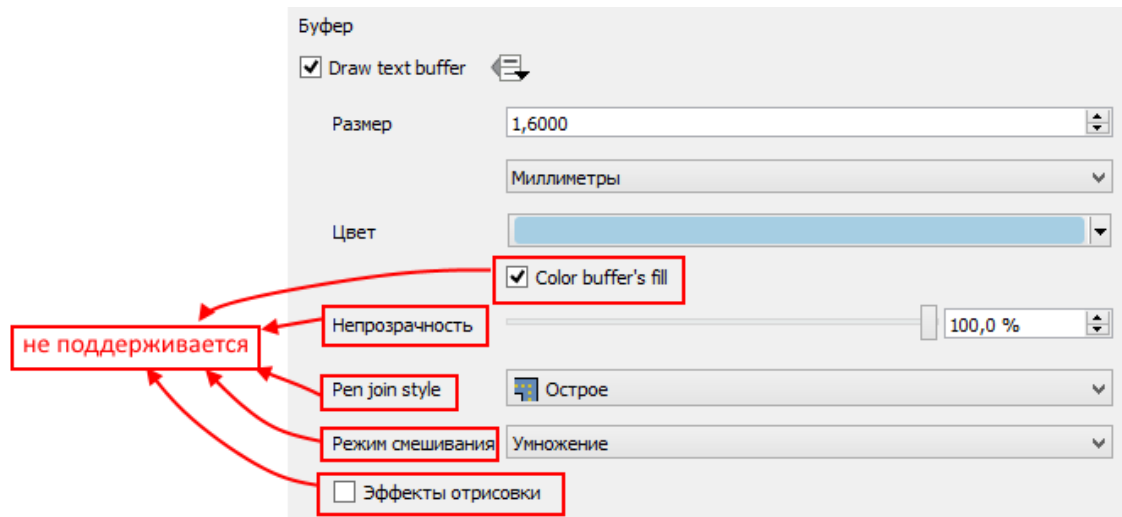 Буфер
Draw text buffer
Размер 1,6000
Миллиметры
Цвет
Color buffer's fill
Непрозрачность 100,0 %
не поддерживается
Pen join style Острое
Режим смешивания Умножение
Эффекты отрисовки